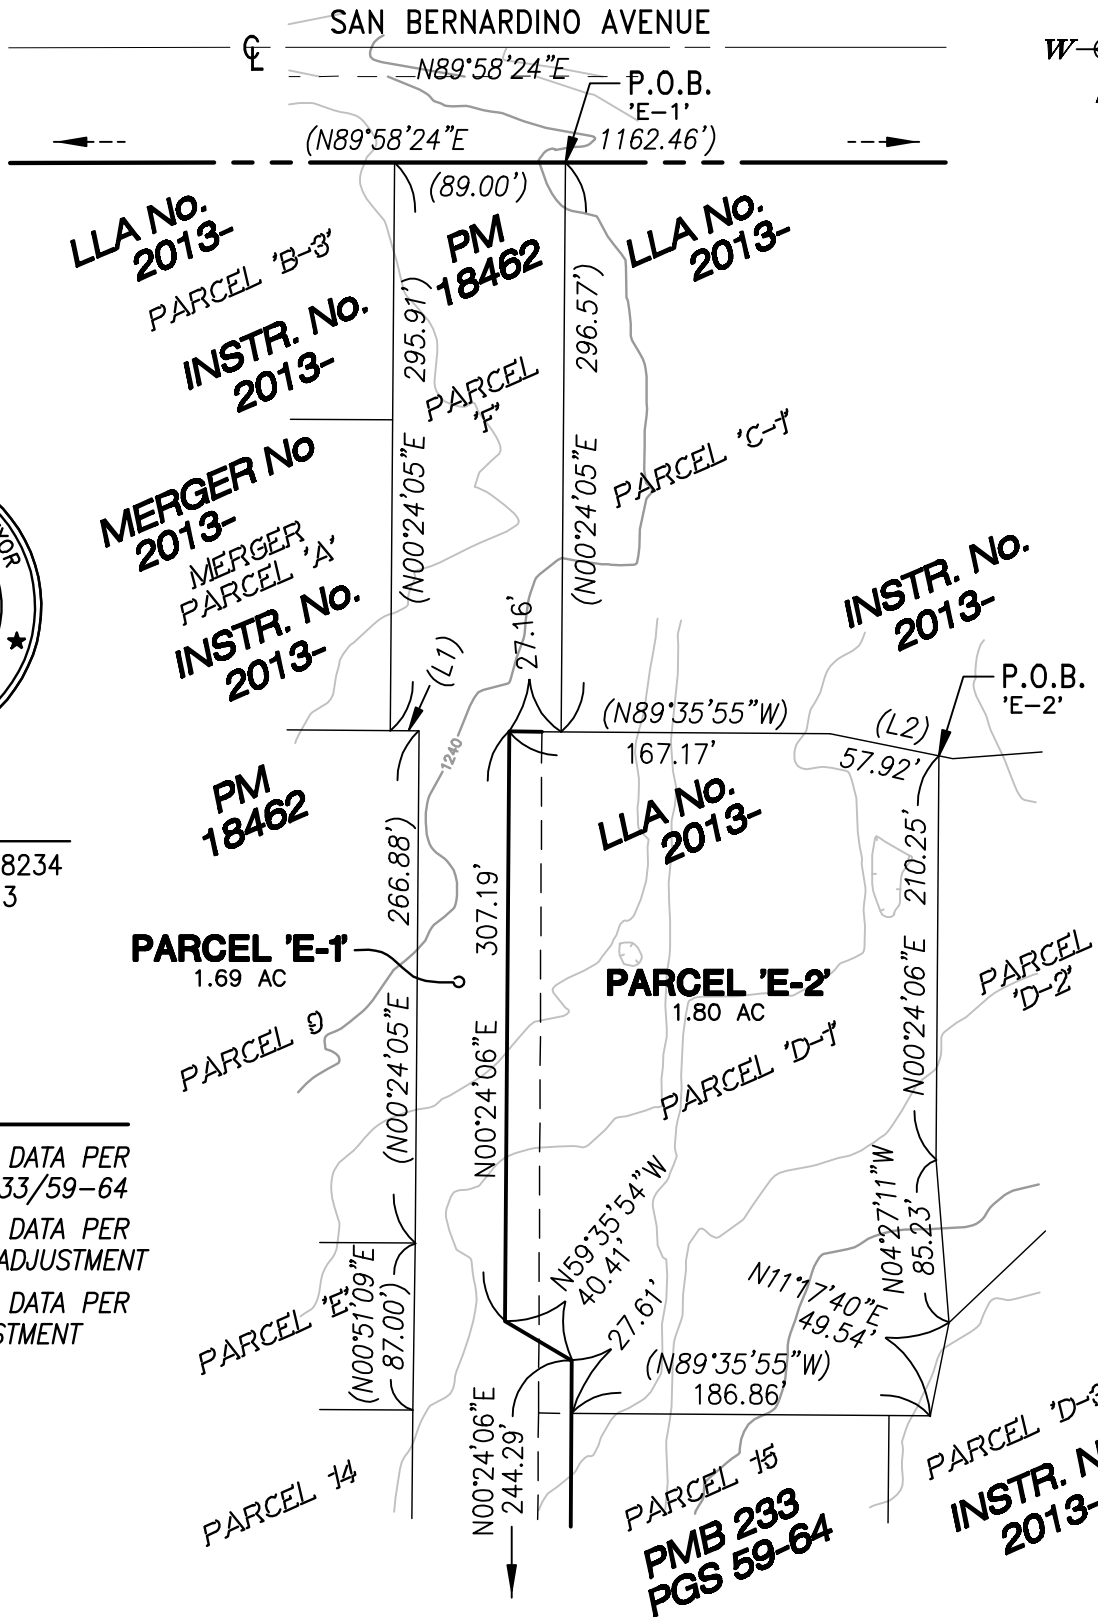 SAN BERNARDINO AVENUE
W
N89°58'24"E
P.O.B.
'E-1'
(N89°58'24"E
1162.46')
(89.00')
LLA No.
2013-
PARCEL 'B-3'
INSTR. No.
2013-
PM
18462
LLA No.
2013-
295.91')
(N00°24'05"E
296.57')
(N00°24'05"E
PARCEL
'F'
PARCEL 'C-1'
MERGER No
2013-
MERGER
PARCEL 'A'
INSTR. No.
2013-
INSTR. No.
2013-
(L1)
27.16'
(N89°35'55"W)
167.17'
(L2)
57.92'
P.O.B.
'E-2'
1240
PM
18462
LLA No.
2013-
8234
3
266.88')
(N00°24'05"E
307.19'
N00°24'06"E
210.25'
N00°24'06"E
PARCEL 'E-1'
1.69 AC
PARCEL 'E-2'
1.80 AC
PARCEL
'D-2'
PARCEL 9
PARCEL 'D-1'
DATA PER
33/59-64
DATA PER
ADJUSTMENT
DATA PER
STMENT
N59°35'54"W
40.41'
27.61'
N04°27'11"W
85.23'
N11°17'40"E
49.54'
PARCEL 'E'
(N00°51'09"E
87.00')
(N89°35'55"W)
186.86'
N00°24'06"E
244.29'
PARCEL 14
PARCEL 15
PMB 233
PGS 59-64
PARCEL 'D-3
INSTR. N
2013-